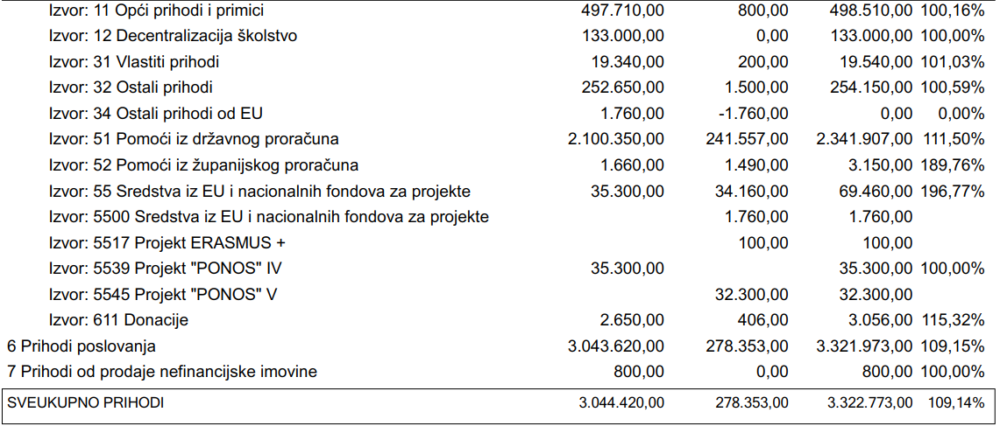 Izvor: 11 Opći prihodi i primici 497.710,00 800,00 498.510,00 100,16%
Izvor: 12 Decentralizacija školstvo 133.000,00 0,00 133.000,00 100,00%
Izvor: 31 Vlastiti prihodi 19.340,00 200,00 19.540,00 101,03%
Izvor: 32 Ostali prihodi 252.650,00 1.500,00 254.150,00 100,59%
Izvor: 34 Ostali prihodi od EU 1.760,00 -1.760,00 0,00 0,00%
Izvor: 51 Pomoći iz državnog proračuna 2.100.350,00 241.557,00 2.341.907,00 111,50%
Izvor: 52 Pomoći iz županijskog proračuna 1.660,00 1.490,00 3.150,00 189,76%
Izvor: 55 Sredstva iz EU i nacionalnih fondova za projekte 35.300,00 34.160,00 69.460,00 196,77%
Izvor: 5500 Sredstva iz EU i nacionalnih fondova za projekte 1.760,00 1.760,00
Izvor: 5517 Projekt ERASMUS + 100,00 100,00
Izvor: 5539 Projekt "PONOS" IV 35.300,00 35.300,00 100,00%
Izvor: 5545 Projekt "PONOS" V 32.300,00 32.300,00
Izvor: 611 Donacije 2.650,00 406,00 3.056,00 115,32%
6 Prihodi poslovanja 3.043.620,00 278.353,00 3.321.973,00 109,15%
7 Prihodi od prodaje nefinancijske imovine 800,00 0,00 800,00 100,00%
SVEUKUPNO PRIHODI 3.044.420,00 278.353,00 3.322.773,00 109,14%